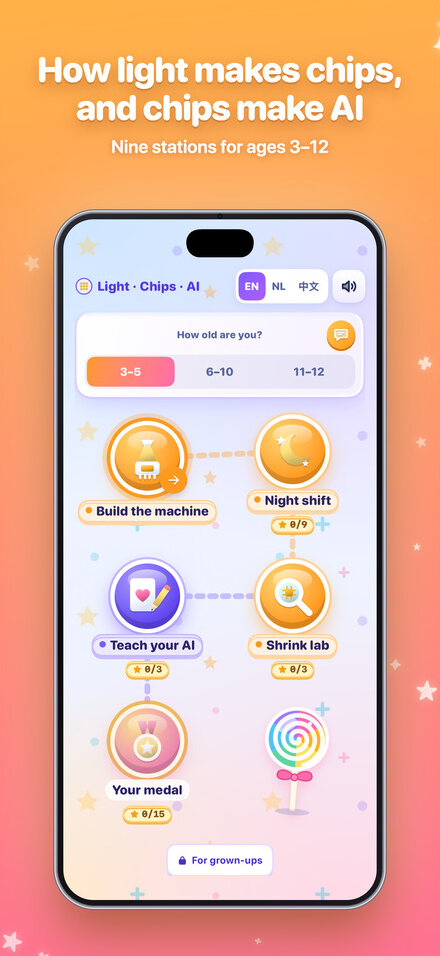 How light makes chips,
and chips make AI
Nine stations for ages 3–12
Light · Chips · AI
EN NL 中文
How old are you?
3–5 6–10 11–12
Build the machine
Night shift
0/9
Teach your AI
Shrink lab
0/3
0/3
Your medal
0/15
For grown-ups